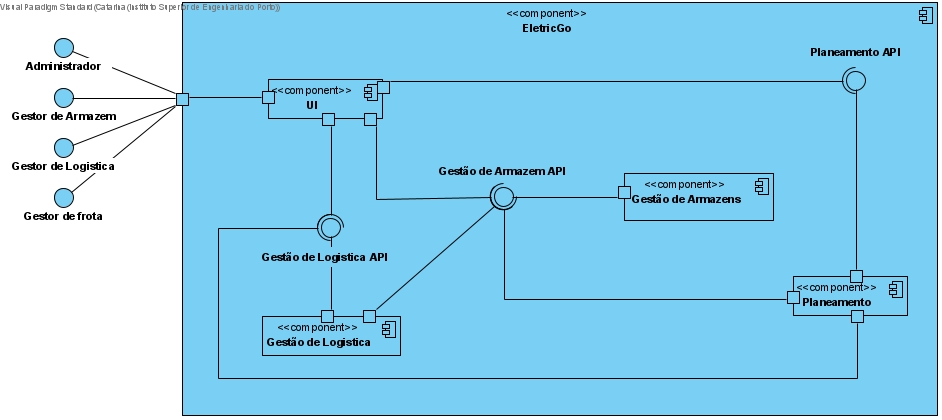 Visual Paradigm Standard (Catarina (Instituto Superior de Engenharia do Porto))
<<component>>
EletricGo
Administrador
Gestor de Armazem
Gestor de Logistica
Gestor de frota
<<component>>
UI
Planeamento API
Gestão de Armazem API
<<component>>
Gestão de Armazens
Gestão de Logistica API
<<component>>
Planeamento
<<component>>
Gestão de Logistica